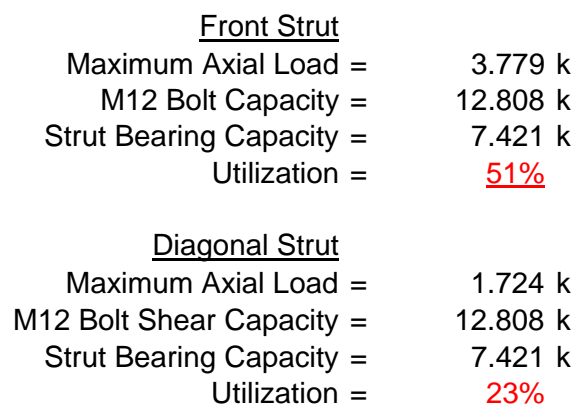 Front Strut
Maximum Axial Load = 3.779 k
M12 Bolt Capacity = 12.808 k
Strut Bearing Capacity = 7.421 k
Utilization = 51%
Diagonal Strut
Maximum Axial Load = 1.724 k
M12 Bolt Shear Capacity = 12.808 k
Strut Bearing Capacity = 7.421 k
Utilization = 23%